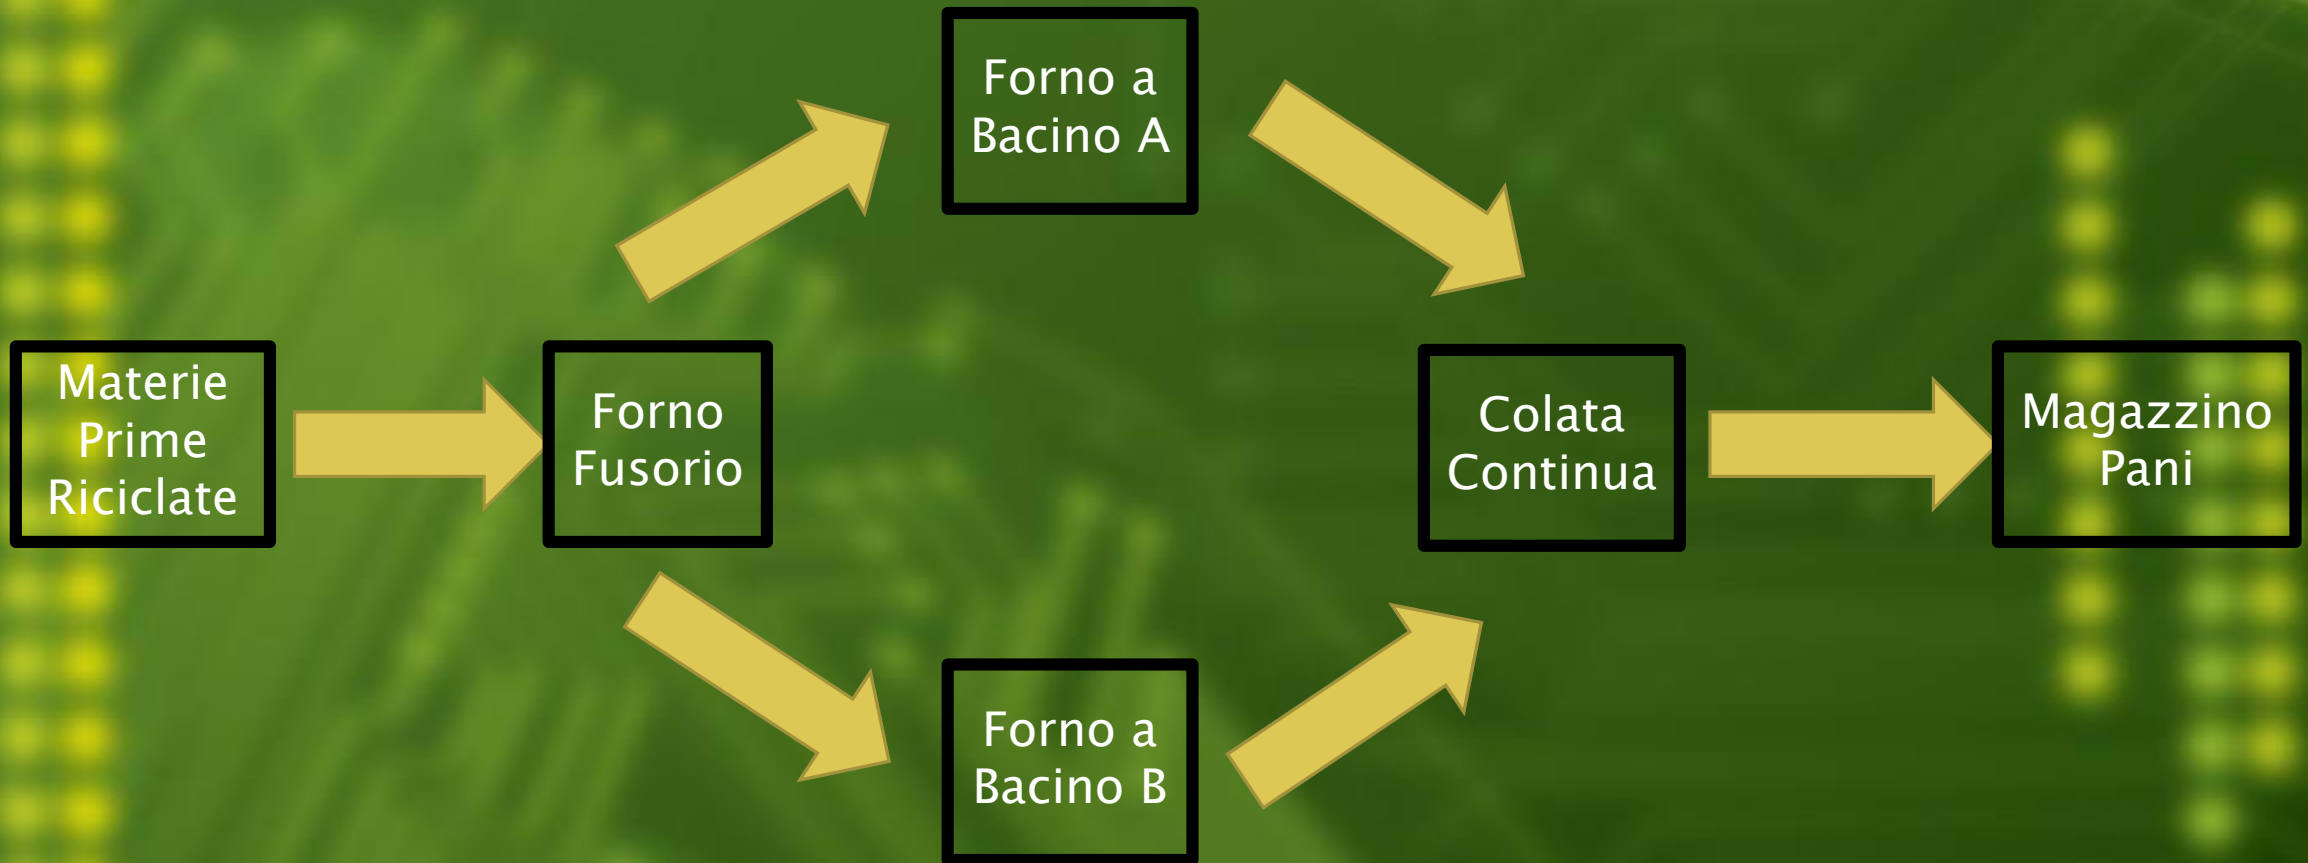 Materie
Prime
Riciclate
Forno
Fusorio
Forno a
Bacino A
Forno a
Bacino B
Colata
Continua
Magazzino
Pani